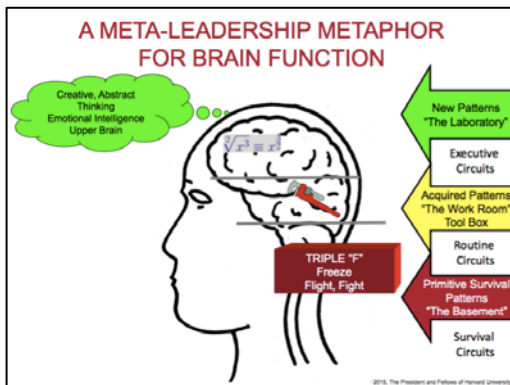 A META-LEADERSHIP METAPHOR
FOR BRAIN FUNCTION
Creative, Abstract
Thinking
Emotional Intelligence
Upper Brain
New Patterns
"The Laboratory"
Executive
Circuits
Acquired Patterns
"The Work Room"
Tool Box
Routine
Circuits
TRIPLE "F"
Freeze
Flight, Fight
Primitive Survival
Patterns
"The Basement"
Survival
Circuits
2015, The President and Fellows of Harvard University